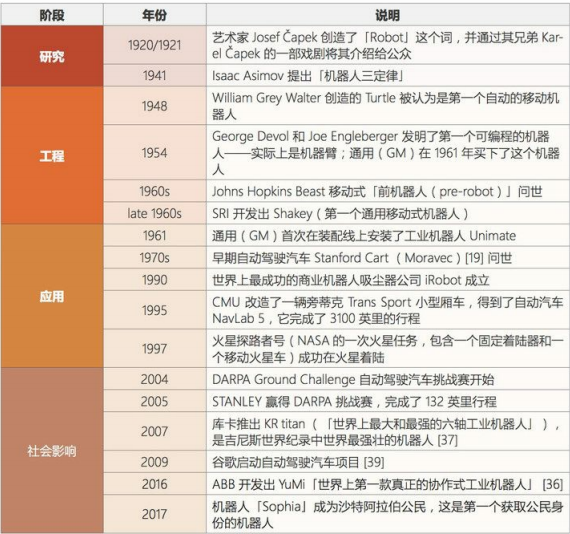 阶段 年份 说明
研究
1920/1921
艺术家 Josef Čapek 创造了「Robot」这个词，并通过其兄弟 Kar-
el Čapek 的一部戏剧将其介绍给公众
1941
Isaac Asimov 提出「机器人三定律」
工程
1948
William Grey Walter 创造的 Turtle 被认为是第一个自动的移动机
器人
1954
George Devol 和 Joe Engleberger 发明了第一个可编程的机器
人——实际上是机器臂；通用（GM）在 1961 年买下了这个机器
人
1960s
Johns Hopkins Beast 移动式「前机器人（pre-robot）」问世
late 1960s
SRI 开发出 Shakey（第一个通用移动式机器人）
应用
1961
通用（GM）首次在装配线上安装了工业机器人 Unimate
1970s
早期自动驾驶汽车 Stanford Cart （Moravec）[19] 问世
1990
世界上最成功的商业机器人吸尘器公司 iRobot 成立
1995
CMU 改造了一辆旁蒂克 Trans Sport 小型厢车，得到了自动汽车
NavLab 5，它完成了 3100 英里的行程
1997
火星探路者号（NASA 的一次火星任务，包含一个固定着陆器和一
个移动火星车）成功在火星着陆
社会影响
2004
DARPA Ground Challenge 自动驾驶汽车挑战赛开始
2005
STANLEY 赢得 DARPA 挑战赛，完成了 132 英里行程
2007
库卡推出 KR titan （「世界上最大和最强的六轴工业机器人」），
是吉尼斯世界纪录中世界最强壮的机器人 [37]
2009
谷歌启动自动驾驶汽车项目 [39]
2016
ABB 开发出 YuMi「世界上第一款真正的协作式工业机器人」 [36]
2017
机器人「Sophia」成为沙特阿拉伯公民，这是第一个获取公民身
份的机器人